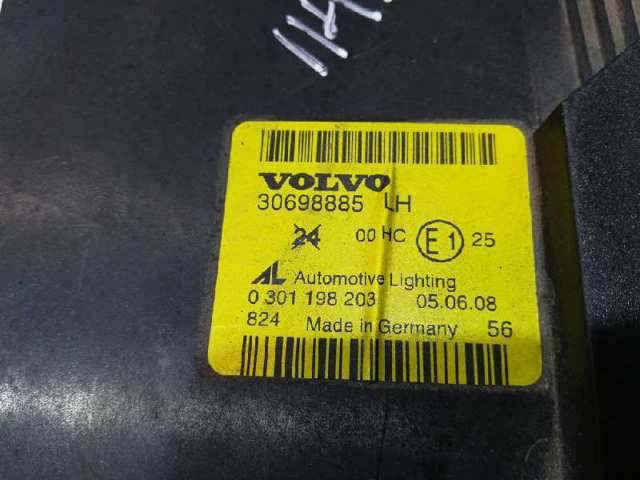 VOLVO
30698885 LH
24 00 HC E1 25
AL Automotive Lighting
0 301 198 203 05.06.08
824 Made in Germany 56